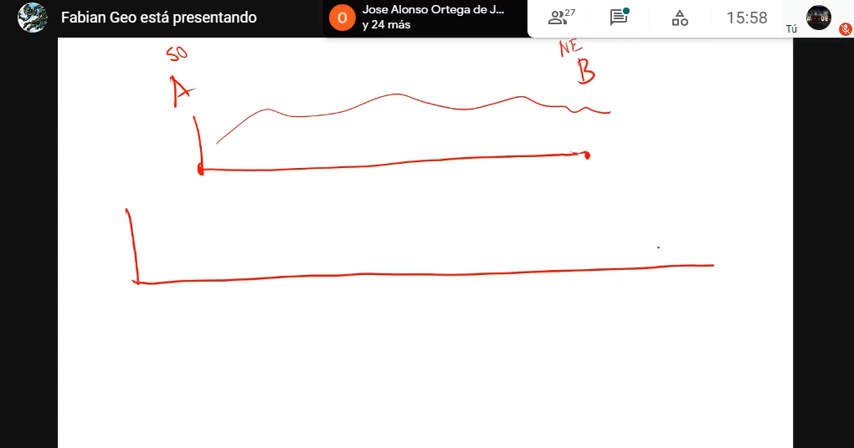 Fabian Geo está presentando
O
Jose Alonso Ortega de J...
y 24 más
27
15:58
Tú
SO
NE
A
B